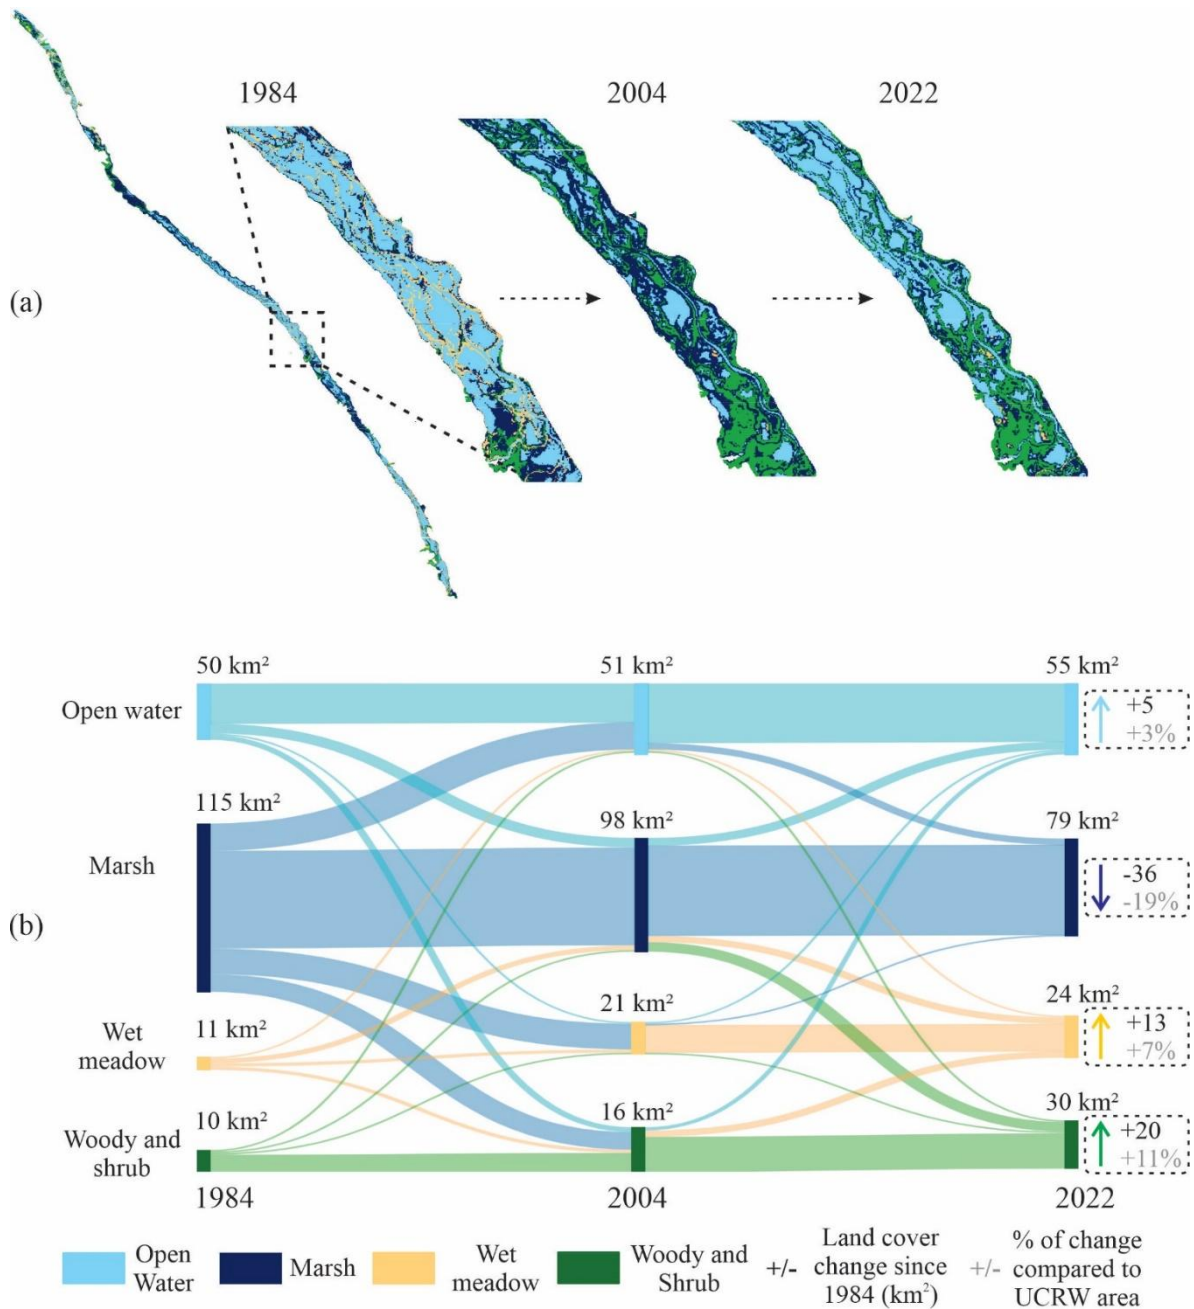 1984
2004
2022
(a)
50 km²
51 km²
55 km²
Open water
+5
+3%
115 km²
98 km²
79 km²
Marsh
-36
-19%
(b)
11 km²
21 km²
24 km²
Wet
meadow
+13
+7%
10 km²
16 km²
30 km²
Woody and
shrub
+20
+11%
1984
2004
2022
Open
Water
Marsh
Wet
meadow
Woody and
Shrub
+/-
Land cover
change since
1984 (km²)
+/-
% of change
compared to
UCRW area